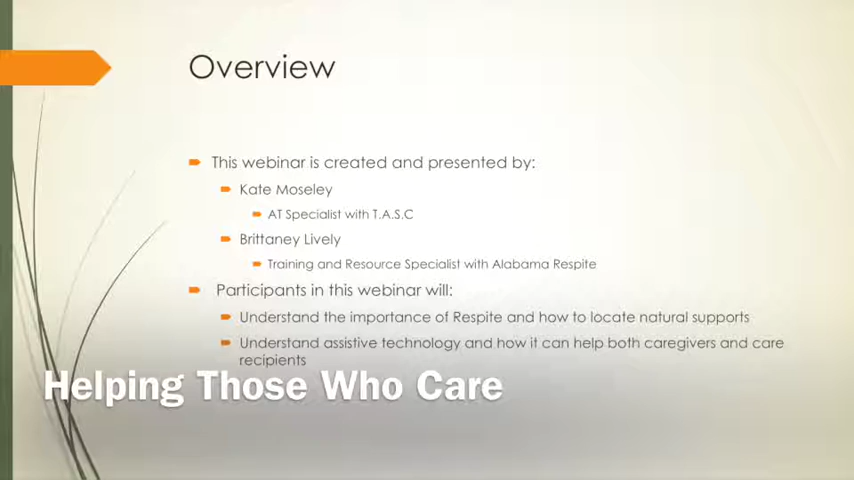 Overview
This webinar is created and presented by:
Kate Moseley
AT Specialist with T.A.S.C
Brittaney Lively
Training and Resource Specialist with Alabama Respite
Participants in this webinar will:
Understand the importance of Respite and how to locate natural supports
Understand assistive technology and how it can help both caregivers and care
recipients
Helping Those Who Care